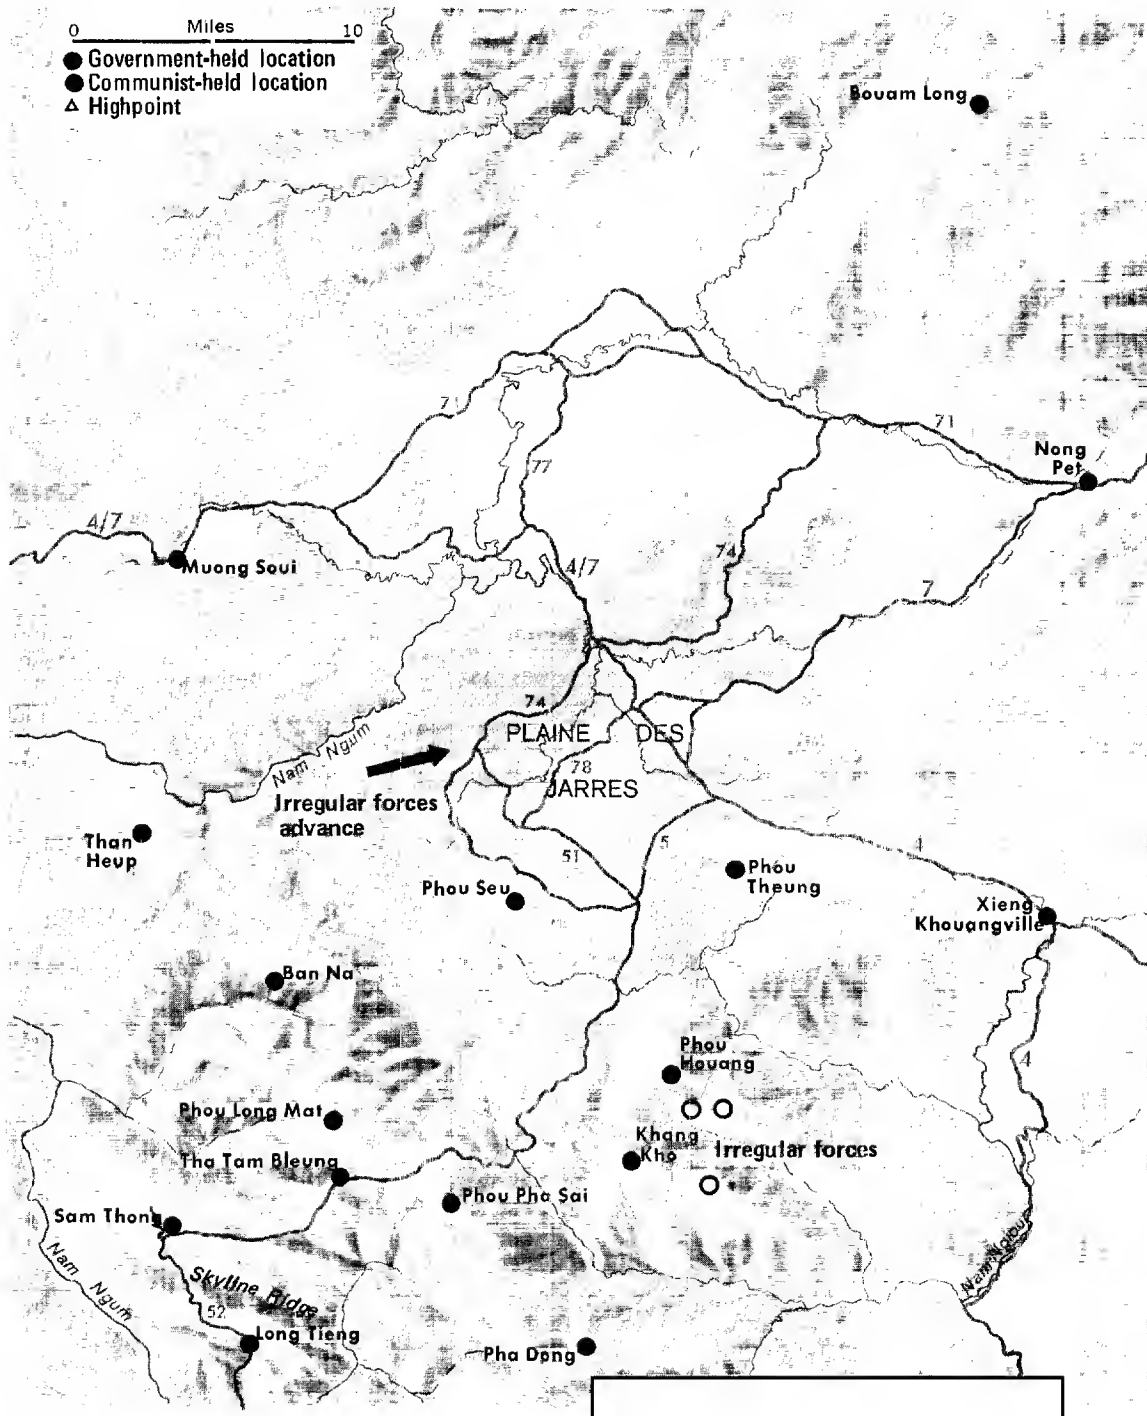 0 Miles 10
Government-held location
Communist-held location
Highpoint
Bouam Long
71
71
Nong
Pet
77
4/7
Muong Soui
4/7
74
7
74
PLAINE DES
JARRES
78
Nam Ngum
Irregular forces
advance
Than
Heup
51
5
4
Phou Seu
Phou
Theung
Xieng
Khouangville
Ban Na
Phou
Houang
4
Phou Long Mat
Khang
Kho
Irregular forces
Tha Tam Bleung
Phou Pha Sai
Sam Thong
Nam Ngum
Skyline Ridge
52
Long Tieng
Pha Dong